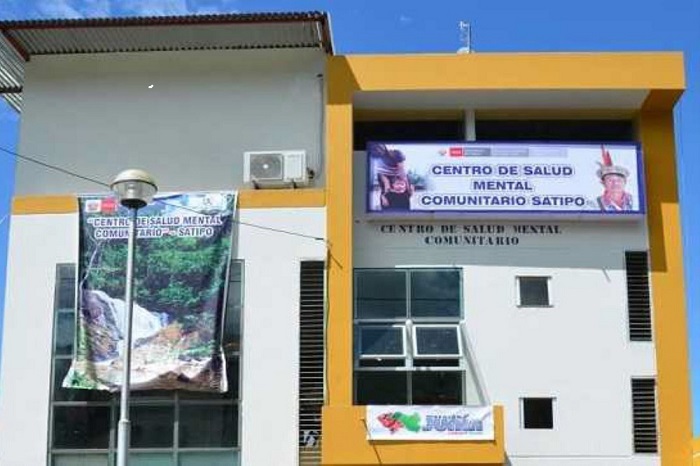 "CENTRO DE SALUD MENTAL
COMUNITARIO" - SATIPO
CENTRO DE SALUD
MENTAL
COMUNITARIO SATIPO
CENTRO DE SALUD MENTAL
COMUNITARIO
JUNÍN